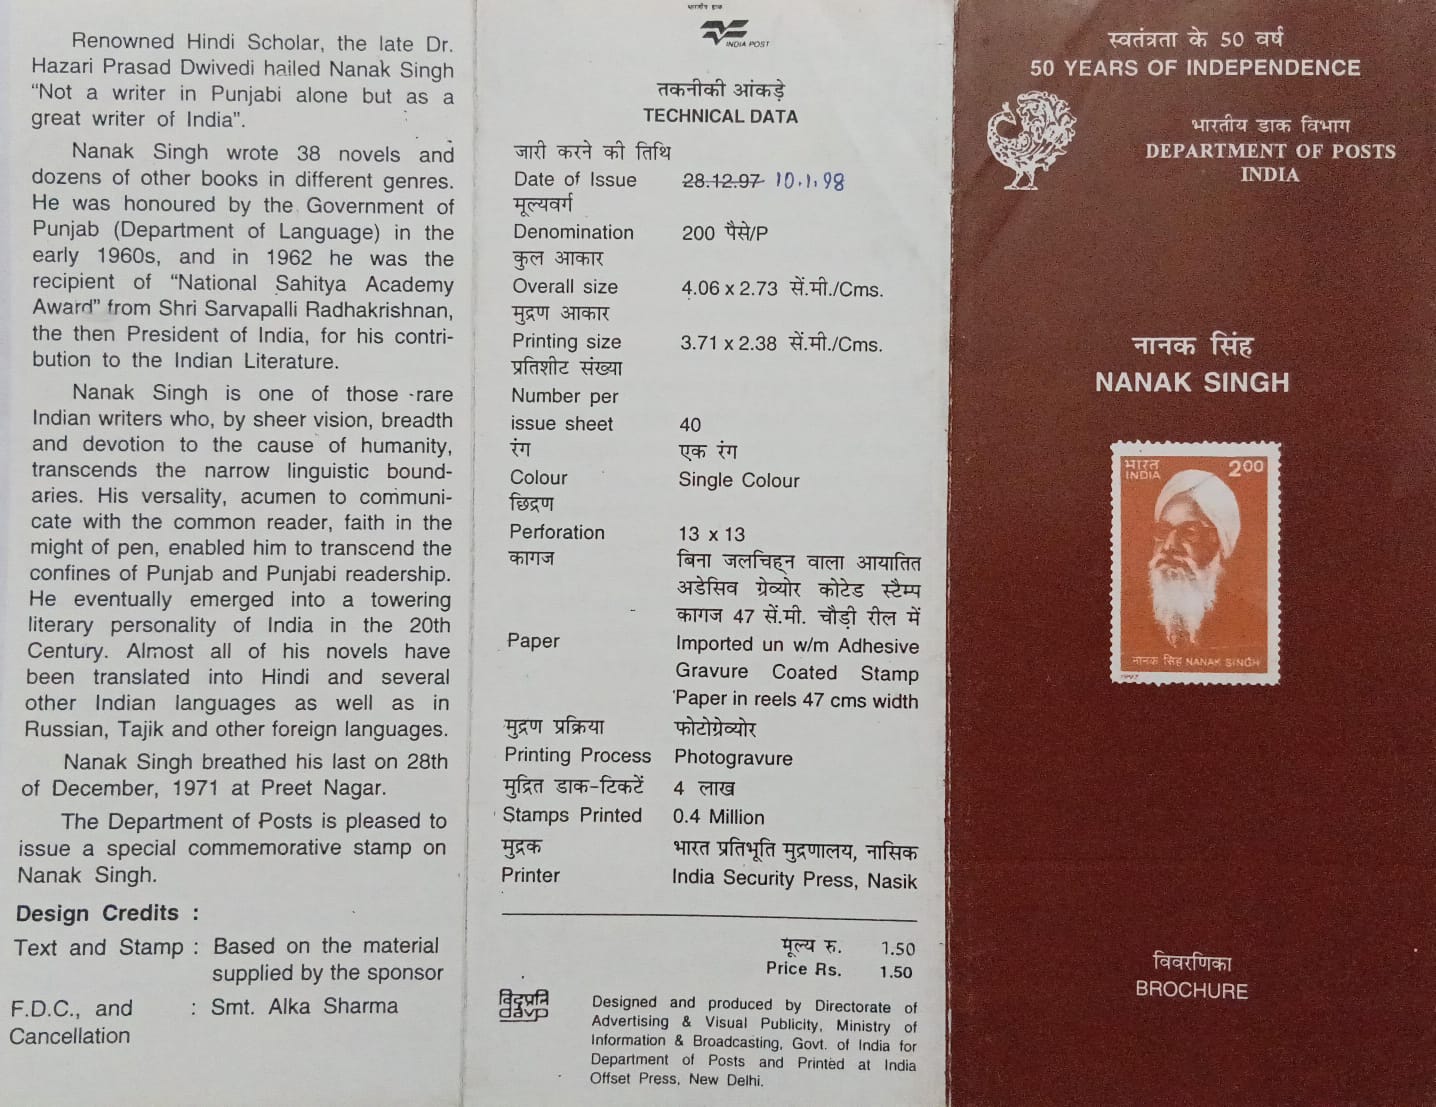 Renowned Hindi Scholar, the late Dr.
Hazari Prasad Dwivedi hailed Nanak Singh
“Not a writer in Punjabi alone but as a
great writer of India”.
Nanak Singh wrote 38 novels and
dozens of other books in different genres.
He was honoured by the Government of
Punjab (Department of Language) in the
early 1960s, and in 1962 he was the
recipient of “National Sahitya Academy
Award” from Shri Sarvapalli Radhakrishnan,
the then President of India, for his contri-
bution to the Indian Literature.
Nanak Singh is one of those rare
Indian writers who, by sheer vision, breadth
and devotion to the cause of humanity,
transcends the narrow linguistic bound-
aries. His versality, acumen to communi-
cate with the common reader, faith in the
might of pen, enabled him to transcend the
confines of Punjab and Punjabi readership.
He eventually emerged into a towering
literary personality of India in the 20th
Century. Almost all of his novels have
been translated into Hindi and several
other Indian languages as well as in
Russian, Tajik and other foreign languages.
Nanak Singh breathed his last on 28th
of December, 1971 at Preet Nagar.
The Department of Posts is pleased to
issue a special commemorative stamp on
Nanak Singh.
Design Credits :
Text and Stamp : Based on the material
supplied by the sponsor
F.D.C., and : Smt. Alka Sharma
Cancellation
भारतीय डाक
INDIA POST
तकनीकी आंकड़े
TECHNICAL DATA
जारी करने की तिथि
Date of Issue 28.12.97 10.1.98
मूल्यवर्ग
Denomination 200 पैसे/P
कुल आकार
Overall size 4.06 x 2.73 सें.मी./Cms.
मुद्रण आकार
Printing size 3.71 x 2.38 सें.मी./Cms.
प्रतिशीट संख्या
Number per
issue sheet 40
रंग एक रंग
Colour Single Colour
छिद्रण
Perforation 13 x 13
कागज बिना जलचिह्न वाला आयातित
अडेसिव ग्रेव्योर कोटेड स्टैम्प
कागज 47 सें.मी. चौड़ी रील में
Paper Imported un w/m Adhesive
Gravure Coated Stamp
Paper in reels 47 cms width
मुद्रण प्रक्रिया फोटोग्रेव्योर
Printing Process Photogravure
मुद्रित डाक-टिकटें 4 लाख
Stamps Printed 0.4 Million
मुद्रक भारत प्रतिभूति मुद्रणालय, नासिक
Printer India Security Press, Nasik
मूल्य रु. 1.50
Price Rs. 1.50
विदृप्रनि
davp
Designed and produced by Directorate of
Advertising & Visual Publicity, Ministry of
Information & Broadcasting, Govt. of India for
Department of Posts and Printed at India
Offset Press, New Delhi.
स्वतंत्रता के 50 वर्ष
50 YEARS OF INDEPENDENCE
भारतीय डाक विभाग
DEPARTMENT OF POSTS
INDIA
नानक सिंह
NANAK SINGH
भारत 200
INDIA
नानक सिंह NANAK SINGH
1997
विवरणिका
BROCHURE